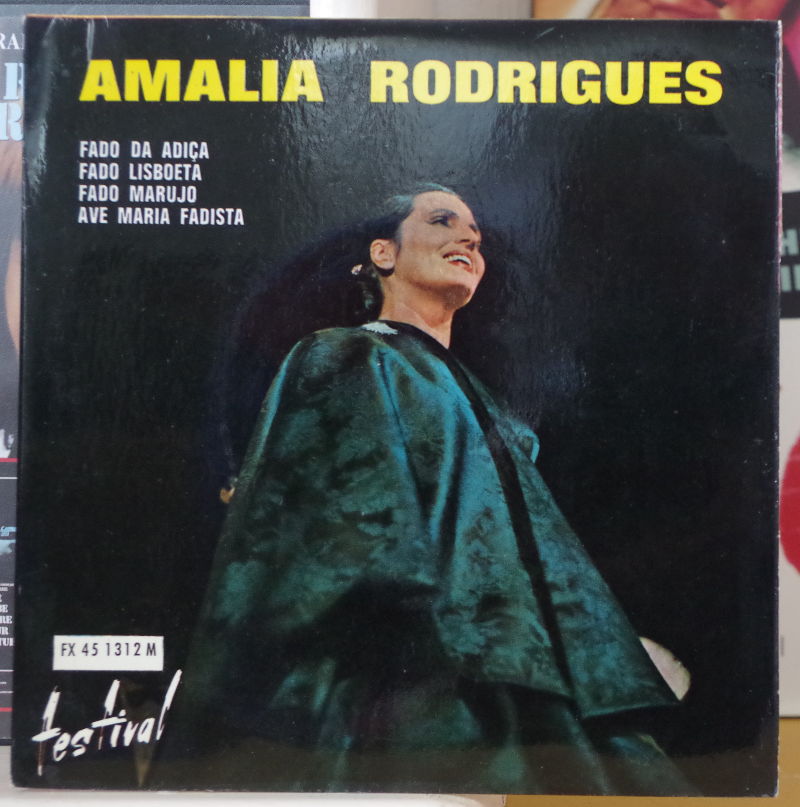 AMALIA RODRIGUES
FADO DA ADIÇA
FADO LISBOETA
FADO MARUJO
AVE MARIA FADISTA
FX 45 1312 M
festival